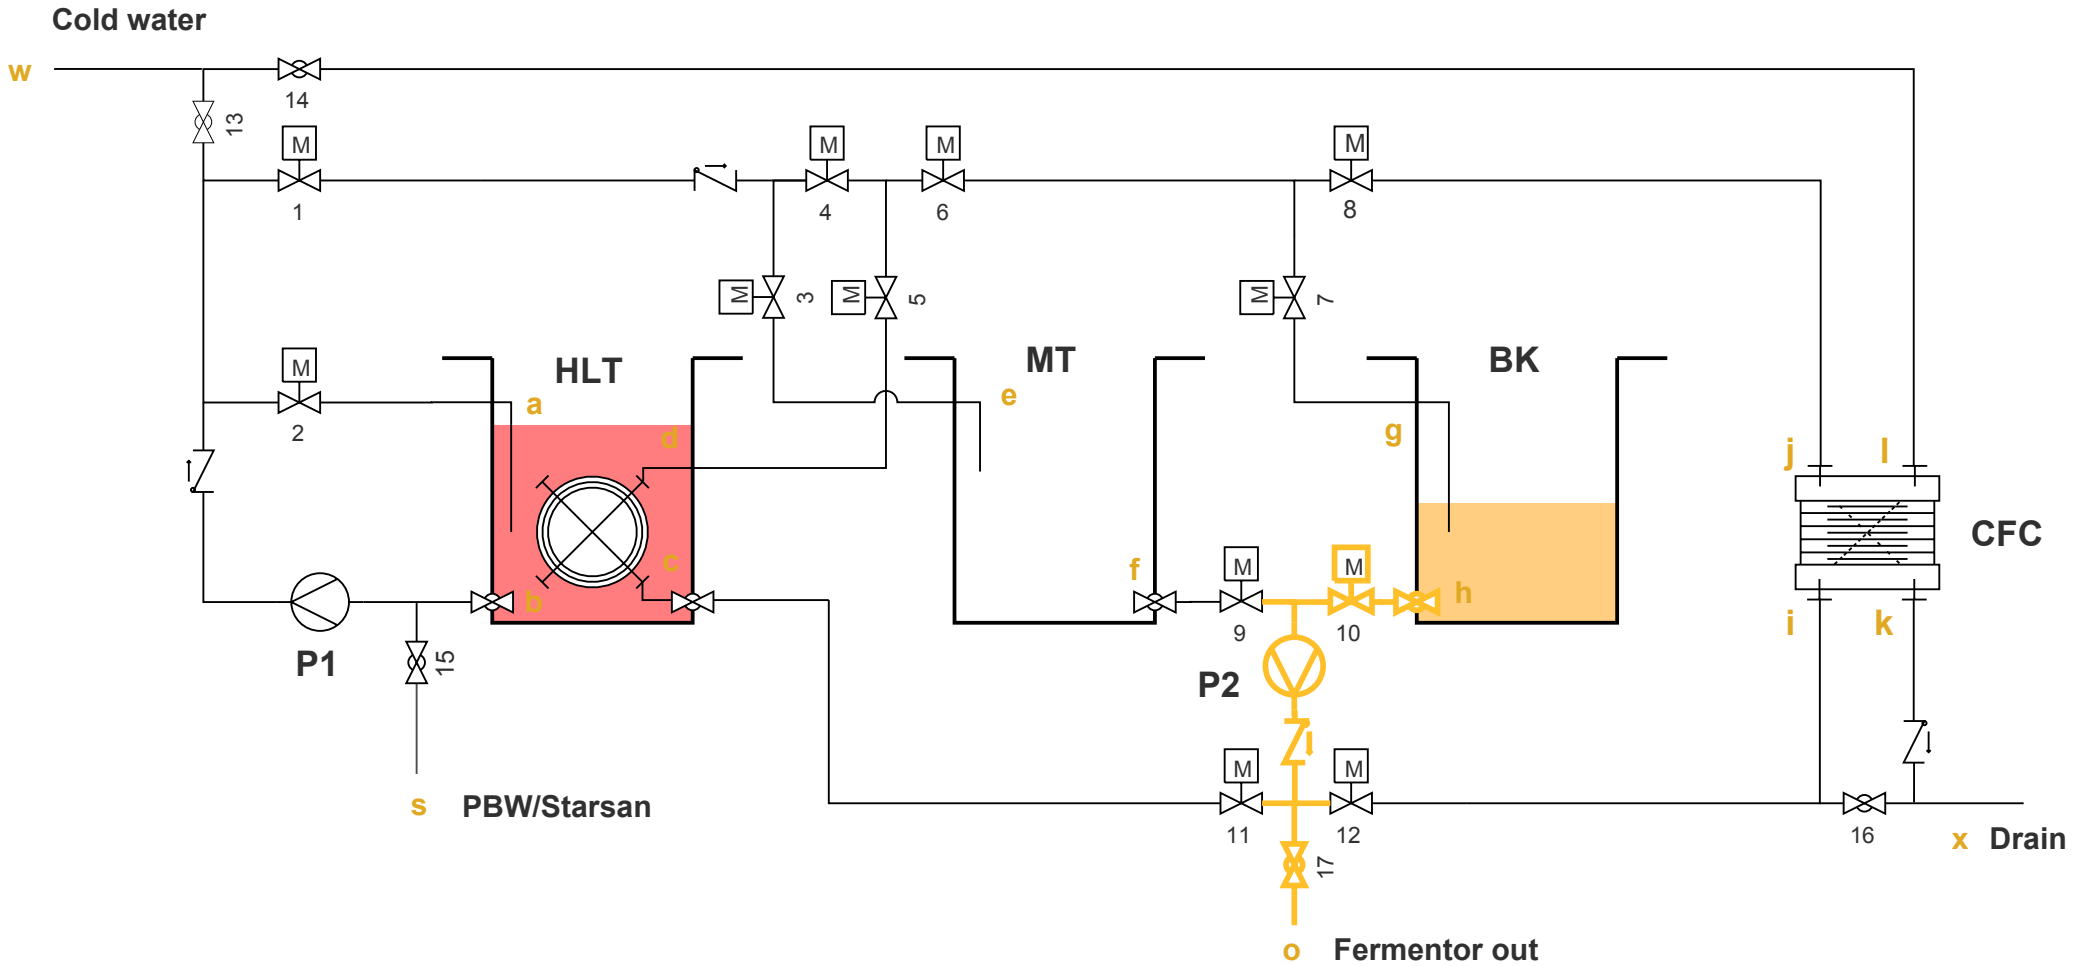 Cold water
w
14
13
M
M
M
M
1
4
6
8
M
3
M
5
M
7
M
HLT
MT
BK
a
e
2
d
g
j
l
CFC
c
M
M
f
b
h
9
10
i
k
P1
15
P2
M
M
s
PBW/Starsan
11
12
16
17
x
Drain
o
Fermentor out